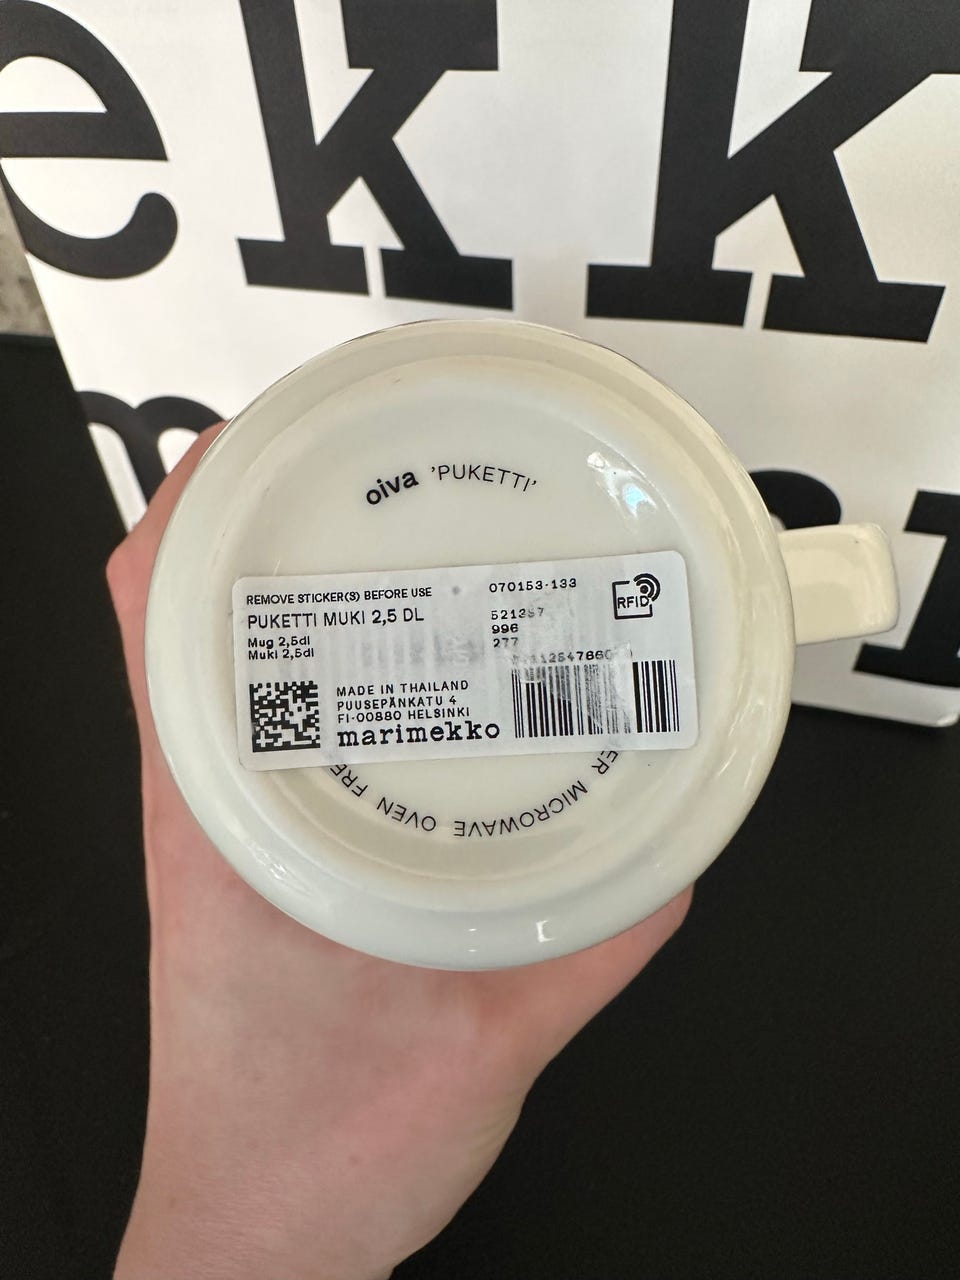 ekk
m
oiva 'PUKETTI'
REMOVE STICKER(S) BEFORE USE
PUKETTI MUKI 2,5 DL
Mug 2,5dl
Muki 2,5dl
070153-133
996
277
RFID
MADE IN THAILAND
PUUSEPÄNKATU 4
FI-00880 HELSINKI
marimekko
MICROWAVE OVEN